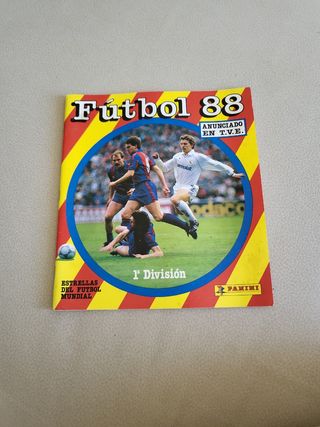 Fútbol 88
ANUNCIADO
EN T.V.E.
1ª División
ESTRELLAS
DEL FUTBOL
MUNDIAL
PANINI